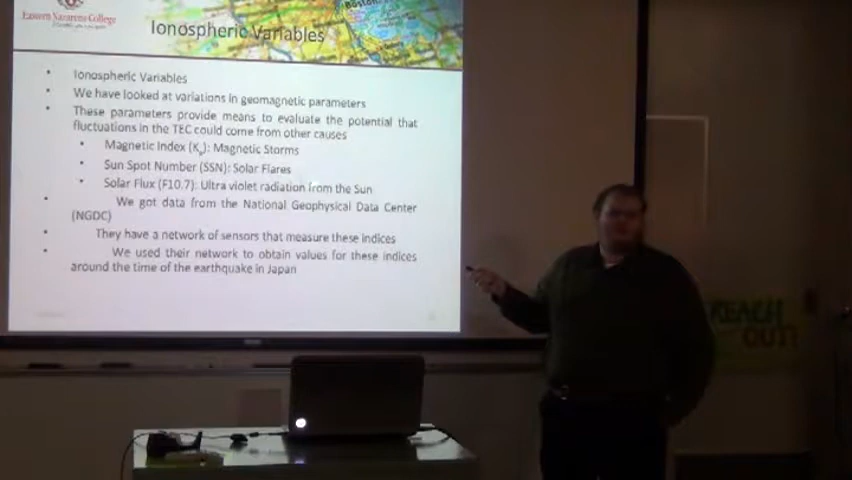 Eastern Nazarene College
Ionospheric Variables
• Ionospheric Variables
• We have looked at variations in geomagnetic parameters
• These parameters provide means to evaluate the potential that
fluctuations in the TEC could come from other causes
• Magnetic Index (Kp): Magnetic Storms
• Sun Spot Number (SSN): Solar Flares
• Solar Flux (F10.7): Ultra violet radiation from the Sun
• We got data from the National Geophysical Data Center
(NGDC)
• They have a network of sensors that measure these indices
• We used their network to obtain values for these indices
around the time of the earthquake in Japan
REACH
OUT!